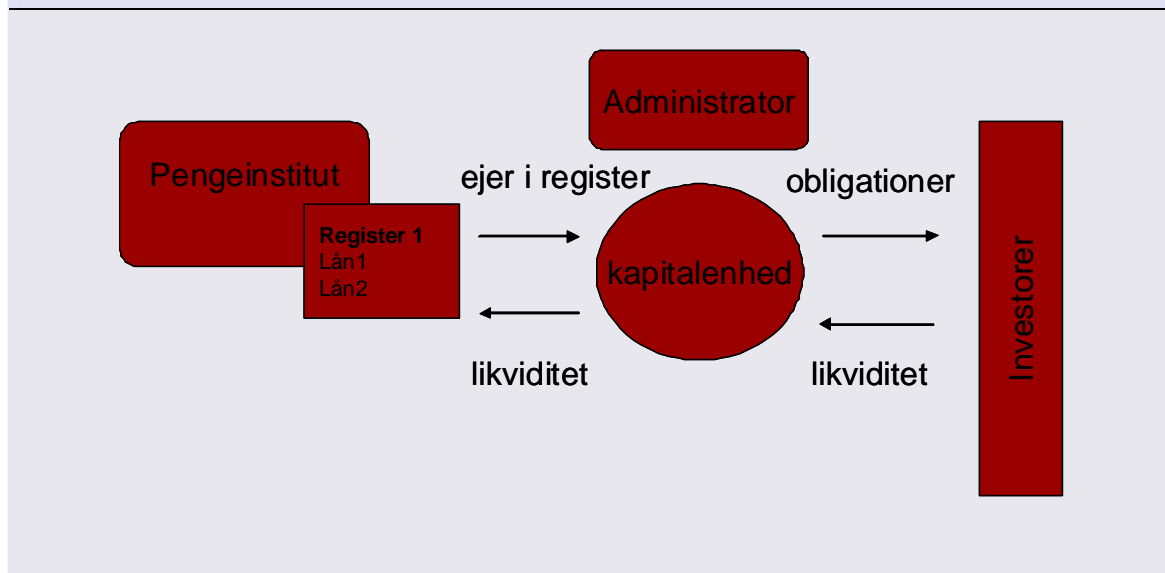 Administrator
Pengeinstitut
ejer i register
obligationer
Register 1
Lån1
Lån2
kapitalenhed
Investorer
likviditet
likviditet